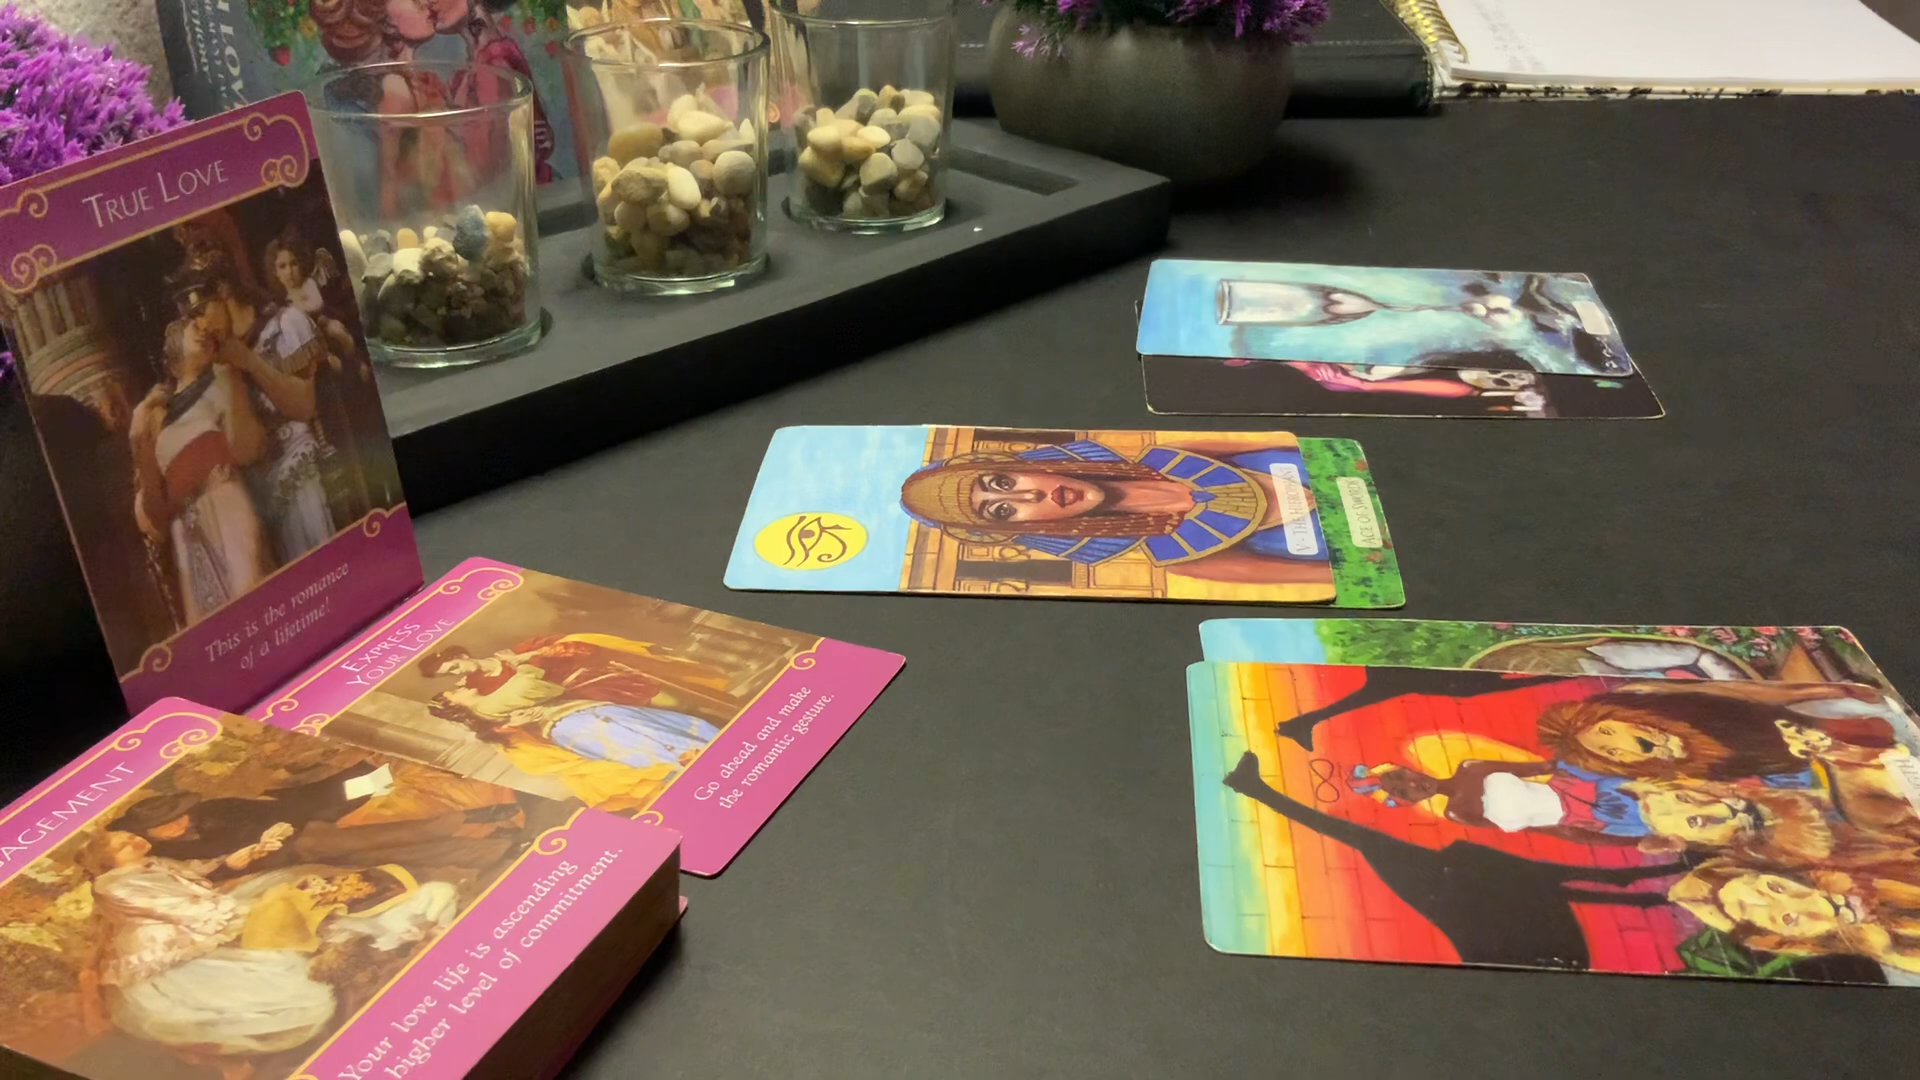 TRUE LOVE
This is the romance
of a lifetime!
EXPRESS
YOUR LOVE
Go ahead and make
the romantic gesture.
AGEMENT
Your love life is ascending
higher level of commitment.
V - THE HIEROPHANT
ACE OF SWORDS
8